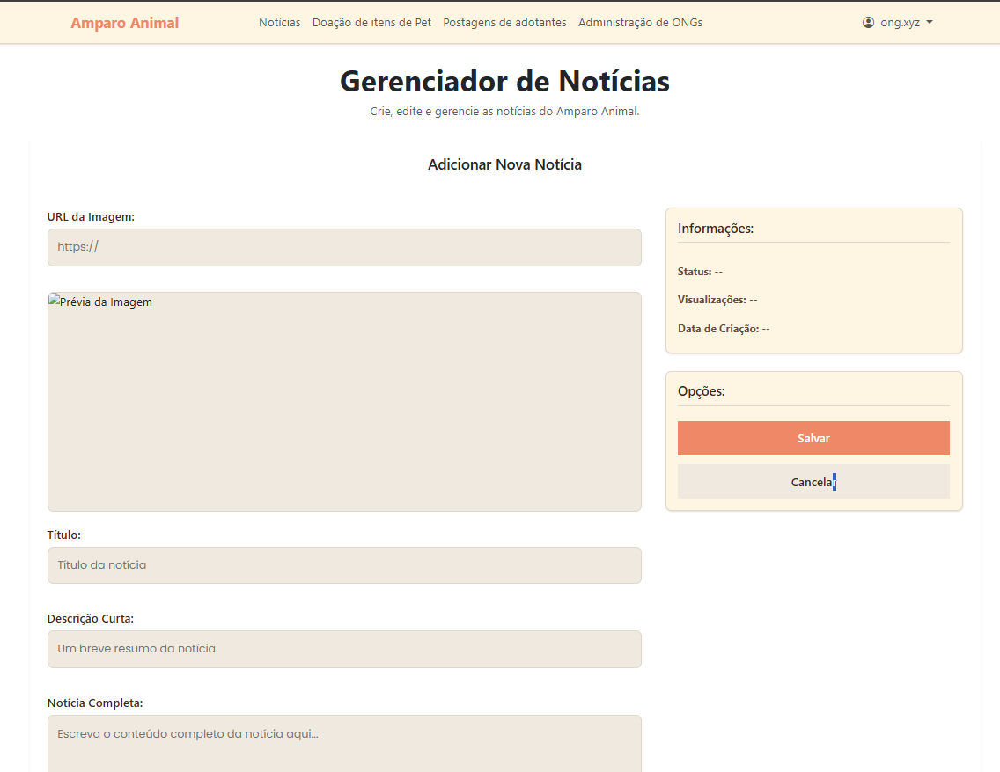 Amparo Animal
Notícias Doação de itens de Pet Postagens de adotantes Administração de ONGs
ong.xyz
Gerenciador de Notícias
Crie, edite e gerencie as notícias do Amparo Animal.
Adicionar Nova Notícia
URL da Imagem:
https://
Prévia da Imagem
Título:
Título da notícia
Descrição Curta:
Um breve resumo da notícia
Notícia Completa:
Escreva o conteúdo completo da notícia aqui...
Informações:
Status: --
Visualizações: --
Data de Criação: --
Opções:
Salvar
Cancelar